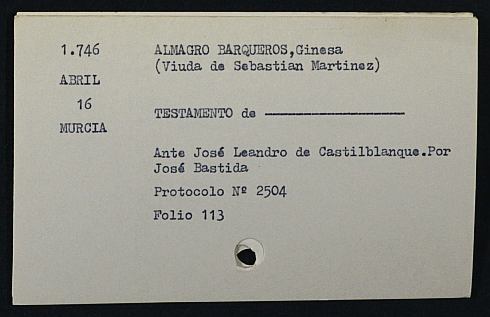 1.746
ABRIL
16
MURCIA
ALMAGRO BARQUEROS,Ginesa
(Viuda de Sebastian Martinez)
TESTAMENTO de ————————————
Ante José Leandro de Castilblanque.Por
José Bastida
Protocolo Nº 2504
Folio 113